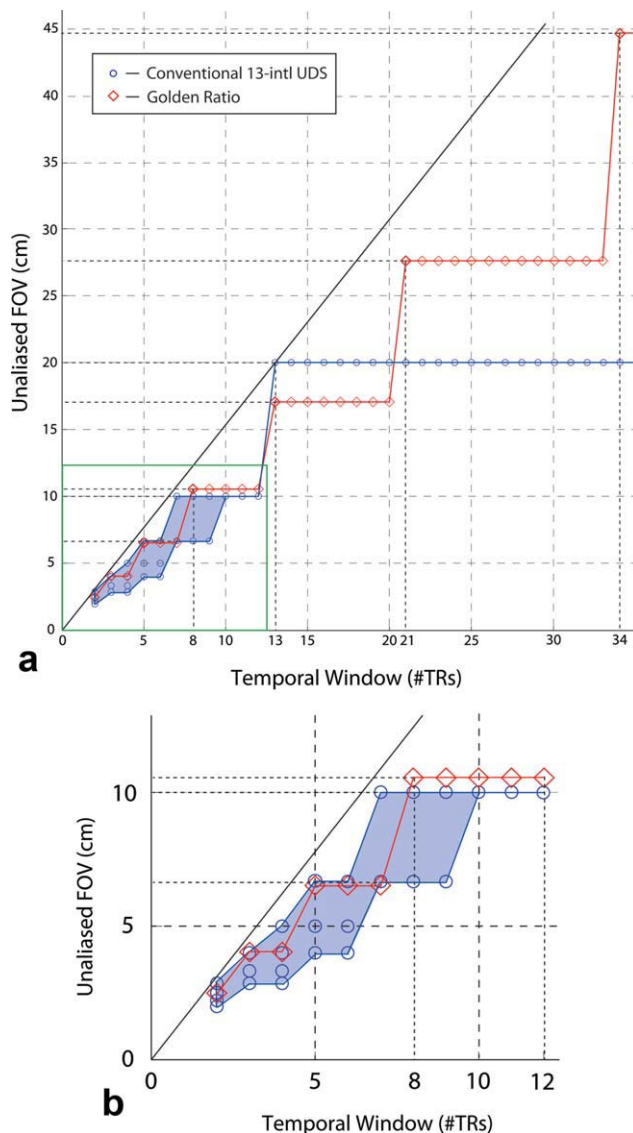 45
40
35
30
25
20
15
10
5
0
Unaliased FOV (cm)
Conventional 13-intl UDS
Golden Ratio
0 5 8 10 13 15 20 21 25 30 34
a
Temporal Window (#TRs)
10
5
0
Unaliased FOV (cm)
0 5 8 10 12
b
Temporal Window (#TRs)